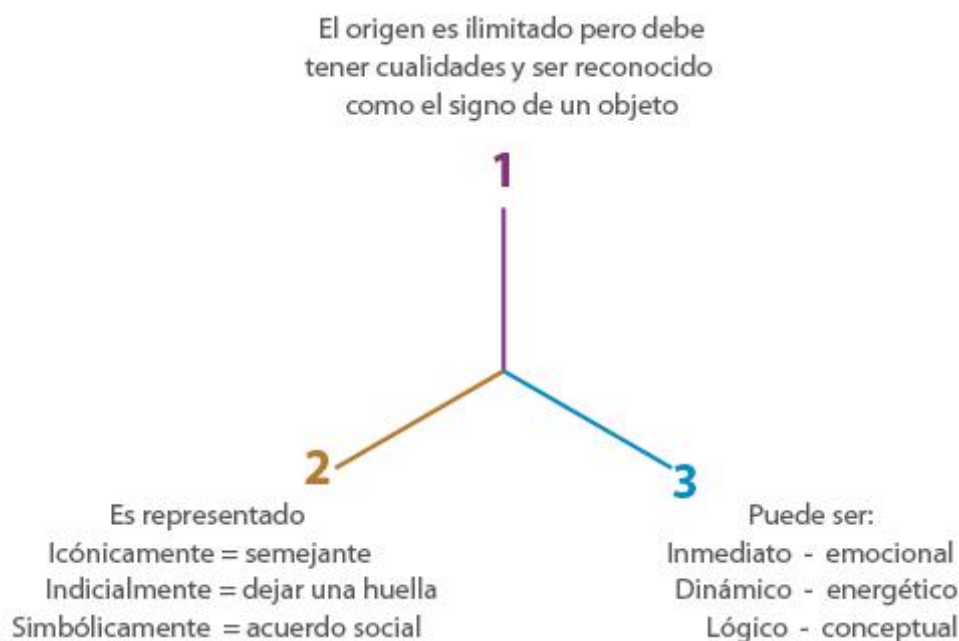 El origen es ilimitado pero debe
tener cualidades y ser reconocido
como el signo de un objeto
1
2
Es representado
Icónicamente = semejante
Indicialmente = dejar una huella
Simbólicamente = acuerdo social
3
Puede ser:
Inmediato - emocional
Dinámico - energético
Lógico - conceptual